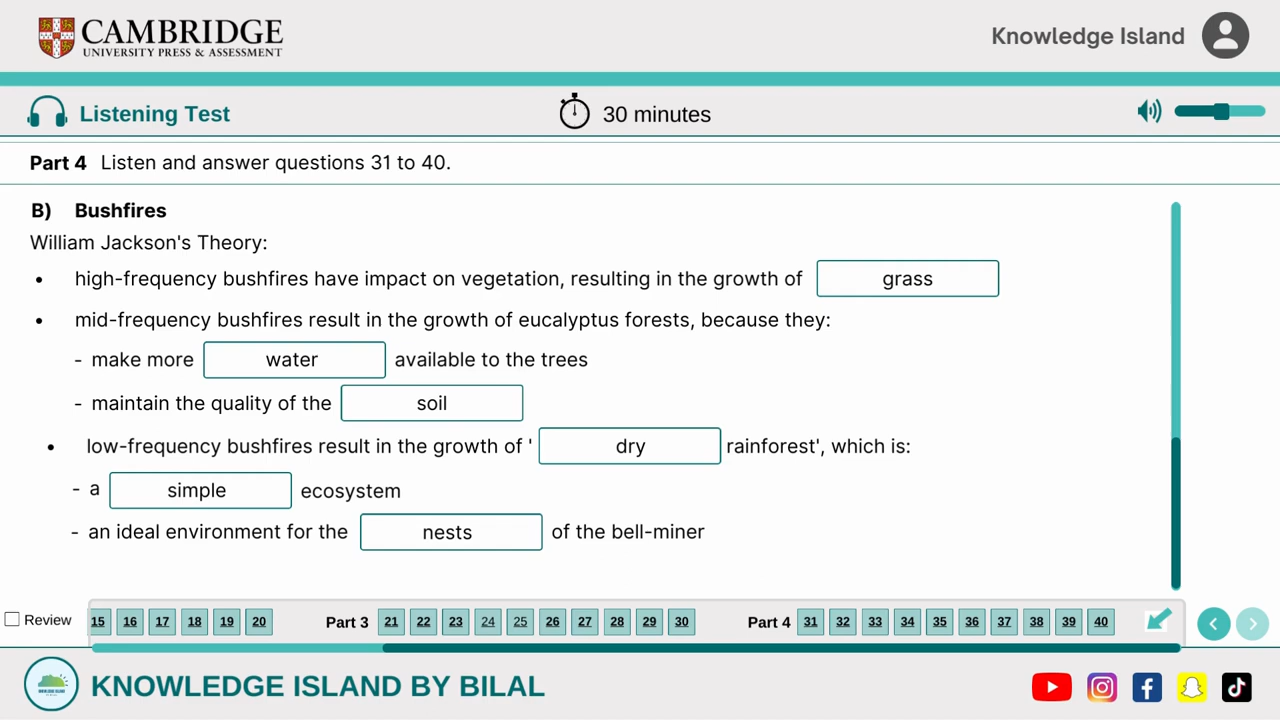 CAMBRIDGE
UNIVERSITY PRESS & ASSESSMENT
Knowledge Island
Listening Test
30 minutes
Part 4 Listen and answer questions 31 to 40.
B) Bushfires
William Jackson's Theory:
• high-frequency bushfires have impact on vegetation, resulting in the growth of grass
• mid-frequency bushfires result in the growth of eucalyptus forests, because they:
- make more water available to the trees
- maintain the quality of the soil
• low-frequency bushfires result in the growth of ' dry rainforest', which is:
- a simple ecosystem
- an ideal environment for the nests of the bell-miner
Review 15 16 17 18 19 20 Part 3 21 22 23 24 25 26 27 28 29 30 Part 4 31 32 33 34 35 36 37 38 39 40
KNOWLEDGE ISLAND BY BILAL